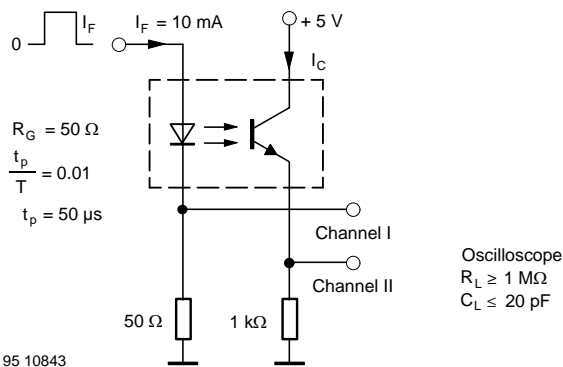 0
I_F
I_F = 10 mA
+ 5 V
I_C
R_G = 50 Ω
t_p
T
= 0.01
t_p = 50 µs
Channel I
Channel II
50 Ω
1 kΩ
Oscilloscope
R_L ≥ 1 MΩ
C_L ≤ 20 pF
95 10843